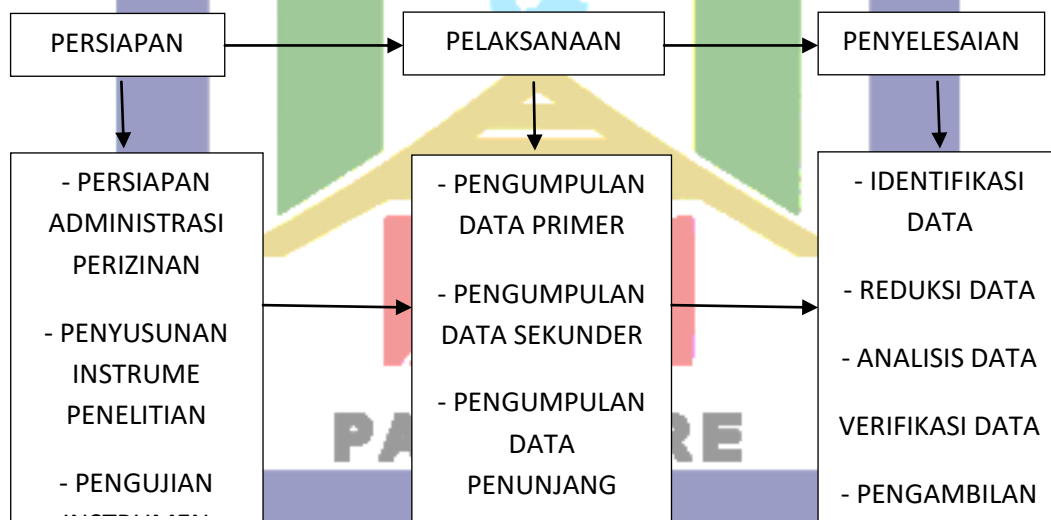 PERSIAPAN
PELAKSANAAN
PENYELESAIAN
- PERSIAPAN
ADMINISTRASI
PERIZINAN
- PENYUSUNAN
INSTRUME
PENELITIAN
- PENGUJIAN
- PENGUMPULAN
DATA PRIMER
- PENGUMPULAN
DATA SEKUNDER
- PENGUMPULAN
DATA
PENUNJANG
- IDENTIFIKASI
DATA
- REDUKSI DATA
- ANALISIS DATA
VERIFIKASI DATA
- PENGAMBILAN